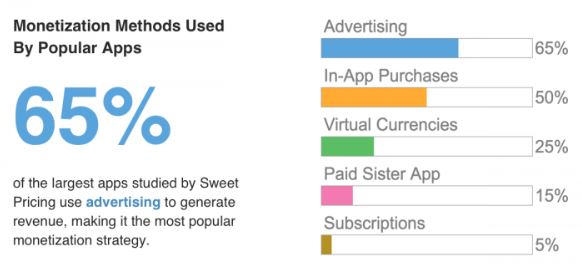 Monetization Methods Used
By Popular Apps
65%
of the largest apps studied by Sweet
Pricing use advertising to generate
revenue, making it the most popular
monetization strategy.
Advertising
65%
In-App Purchases
50%
Virtual Currencies
25%
Paid Sister App
15%
Subscriptions
5%